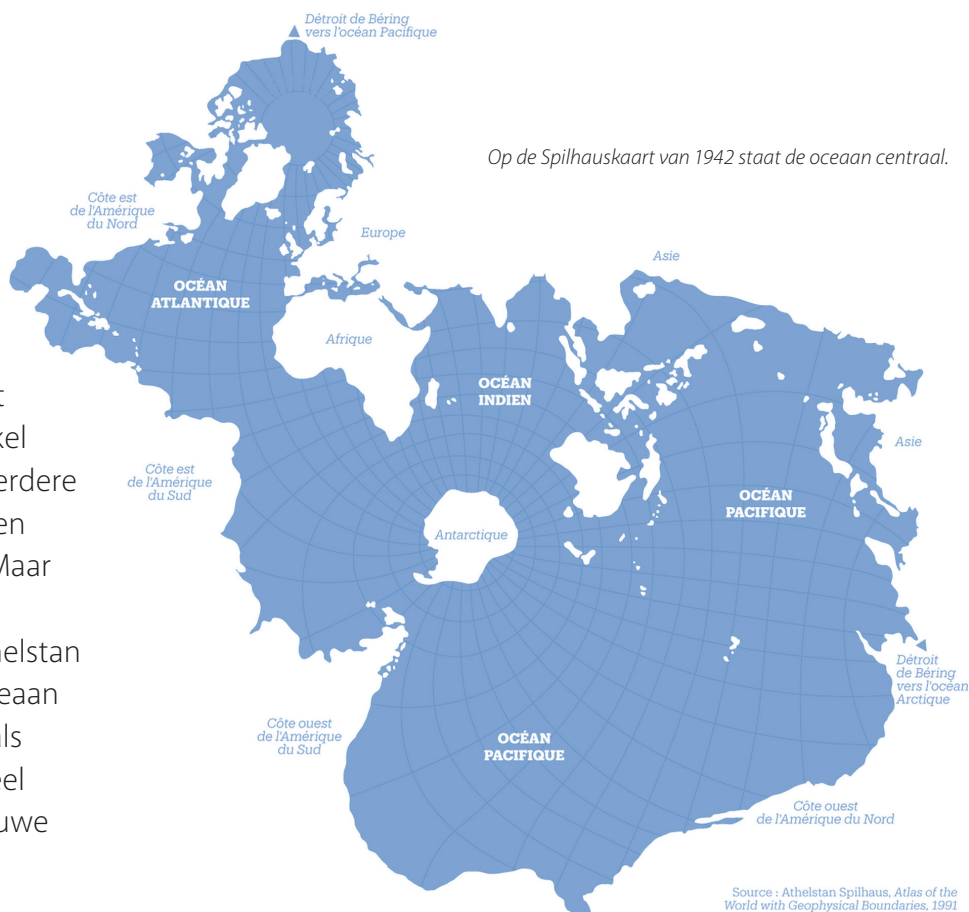 Détroit de Béring
vers l'océan Pacifique
Op de Spilhauskaart van 1942 staat de oceaan centraal.
Côte est
de l'Amérique
du Nord
Europe
Asie
OCÉAN
ATLANTIQUE
Afrique
OCÉAN
INDIEN
Asie
Côte est
de l'Amérique
du Sud
OCÉAN
PACIFIQUE
Antarctique
Maar
Détroit
de Béring
vers l'océan
Arctique
Côte ouest
de l'Amérique
du Sud
OCÉAN
PACIFIQUE
Côte ouest
de l'Amérique du Nord
Source : Athelstan Spilhaus, Atlas of the
World with Geophysical Boundaries, 1991